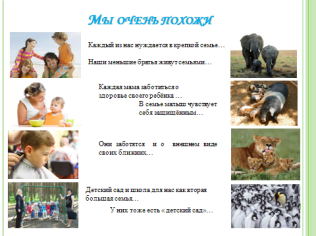 Мы очень похожи
Каждый из нас нуждается в крепкой семье…
Наши меньшие братья живут семьями…
Каждая мама заботиться о
здоровье своего ребёнка …
В семье малыш чувствует
себя защищённым…
Они заботятся и о внешнем виде
своих ближних…
Детский сад и школа для нас как вторая
большая семья…
У них тоже есть « детский сад»…